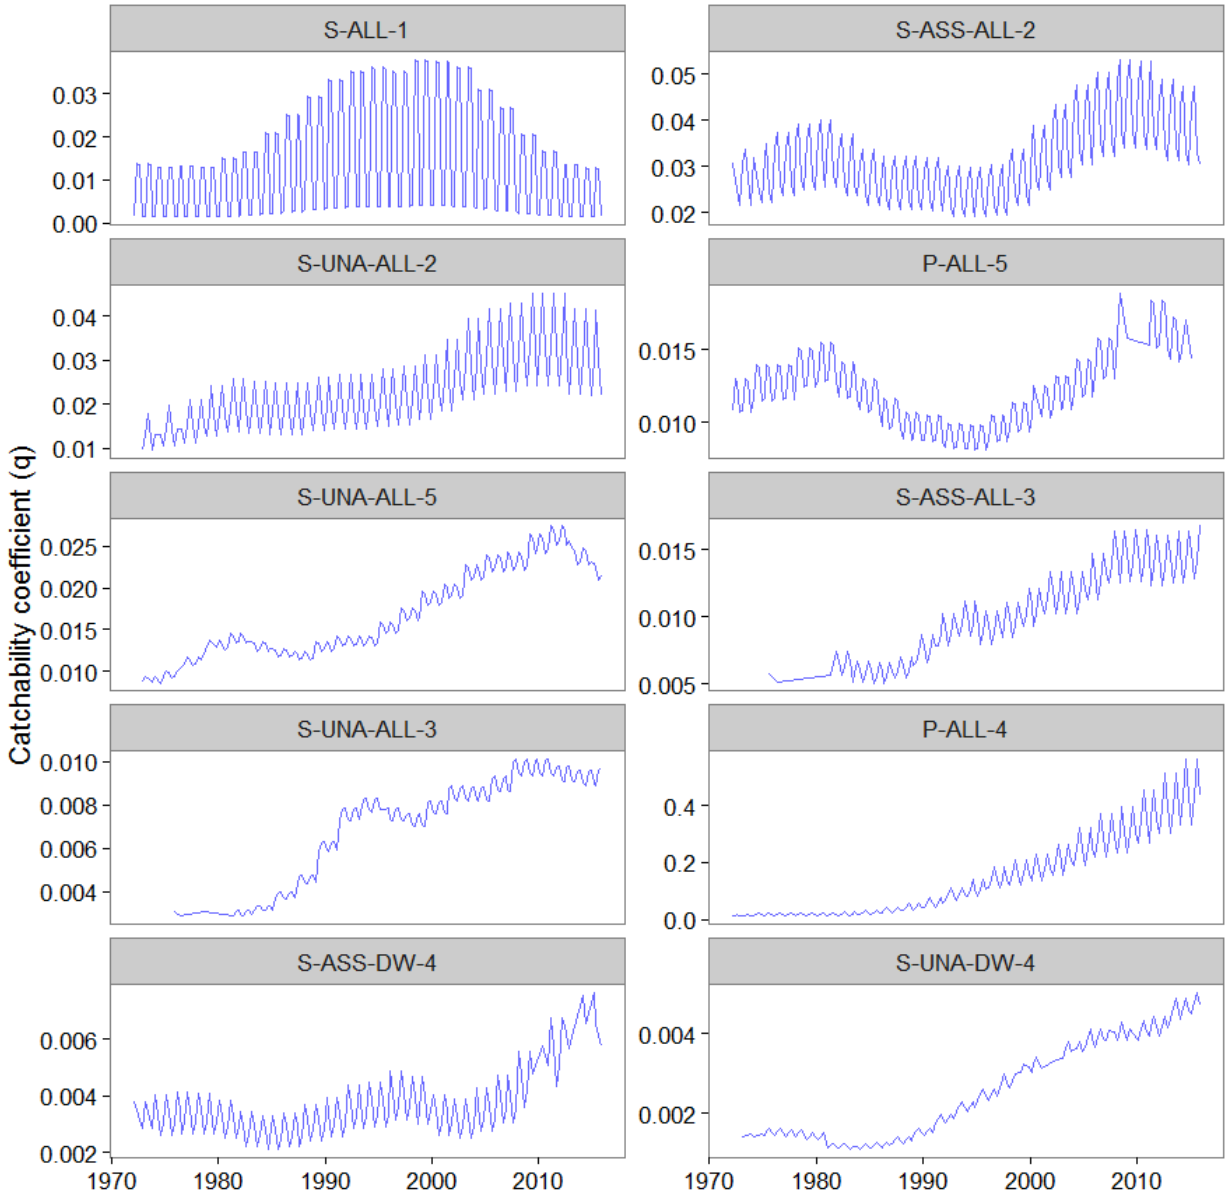 S-ALL-1
S-ASS-ALL-2
0.03
0.02
0.01
0.00
0.05
0.04
0.03
0.02
S-UNA-ALL-2
P-ALL-5
0.04
0.03
0.02
0.01
0.015
0.010
S-UNA-ALL-5
S-ASS-ALL-3
0.025
0.020
0.015
0.010
0.015
0.010
0.005
Catchability coefficient (q)
S-UNA-ALL-3
P-ALL-4
0.010
0.008
0.006
0.004
0.4
0.2
0.0
S-ASS-DW-4
S-UNA-DW-4
0.006
0.004
0.002
0.004
0.002
1970 1980 1990 2000 2010
1970 1980 1990 2000 2010